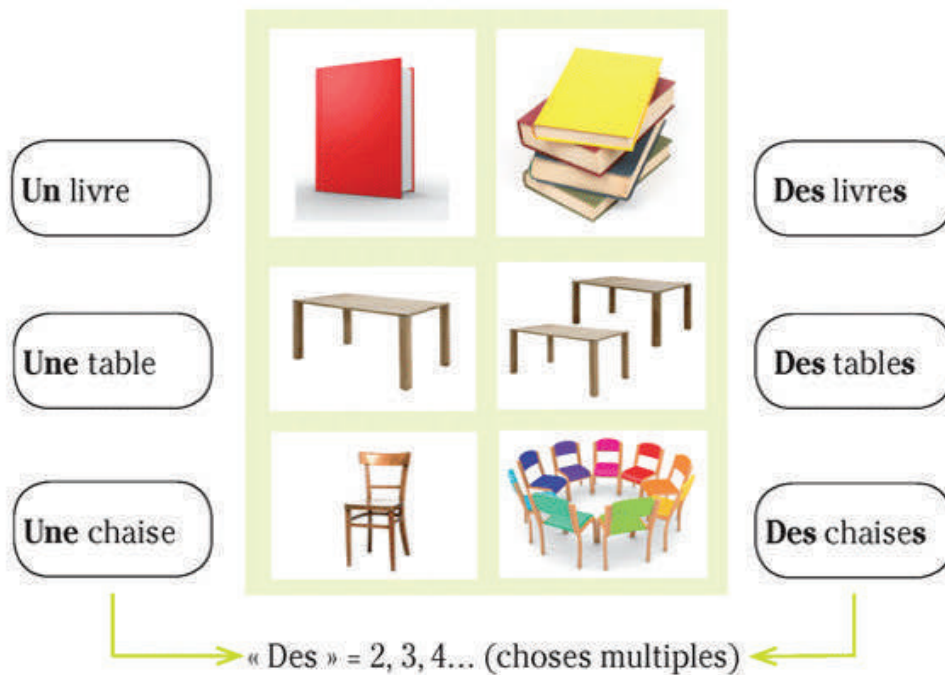 Un livre
Des livres
Une table
Des tables
Une chaise
Des chaises
« Des » = 2, 3, 4… (choses multiples)